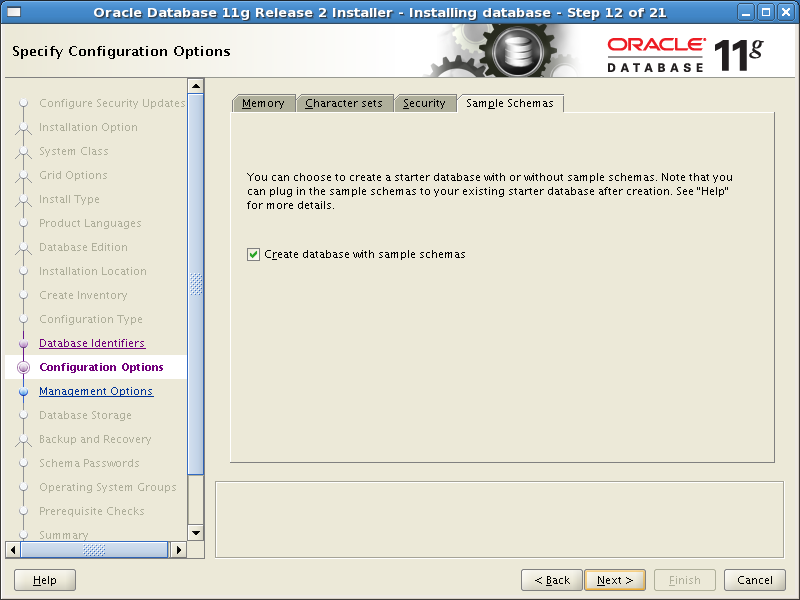 Oracle Database 11g Release 2 Installer - Installing database - Step 12 of 21
Specify Configuration Options
ORACLE®
DATABASE
11g
Configure Security Updates
Installation Option
System Class
Grid Options
Install Type
Product Languages
Database Edition
Installation Location
Create Inventory
Configuration Type
Database Identifiers
Configuration Options
Management Options
Database Storage
Backup and Recovery
Schema Passwords
Operating System Groups
Prerequisite Checks
Summary
Memory
Character sets
Security
Sample Schemas
You can choose to create a starter database with or without sample schemas. Note that you
can plug in the sample schemas to your existing starter database after creation. See "Help"
for more details.
Create database with sample schemas
Help
< Back
Next >
Finish
Cancel